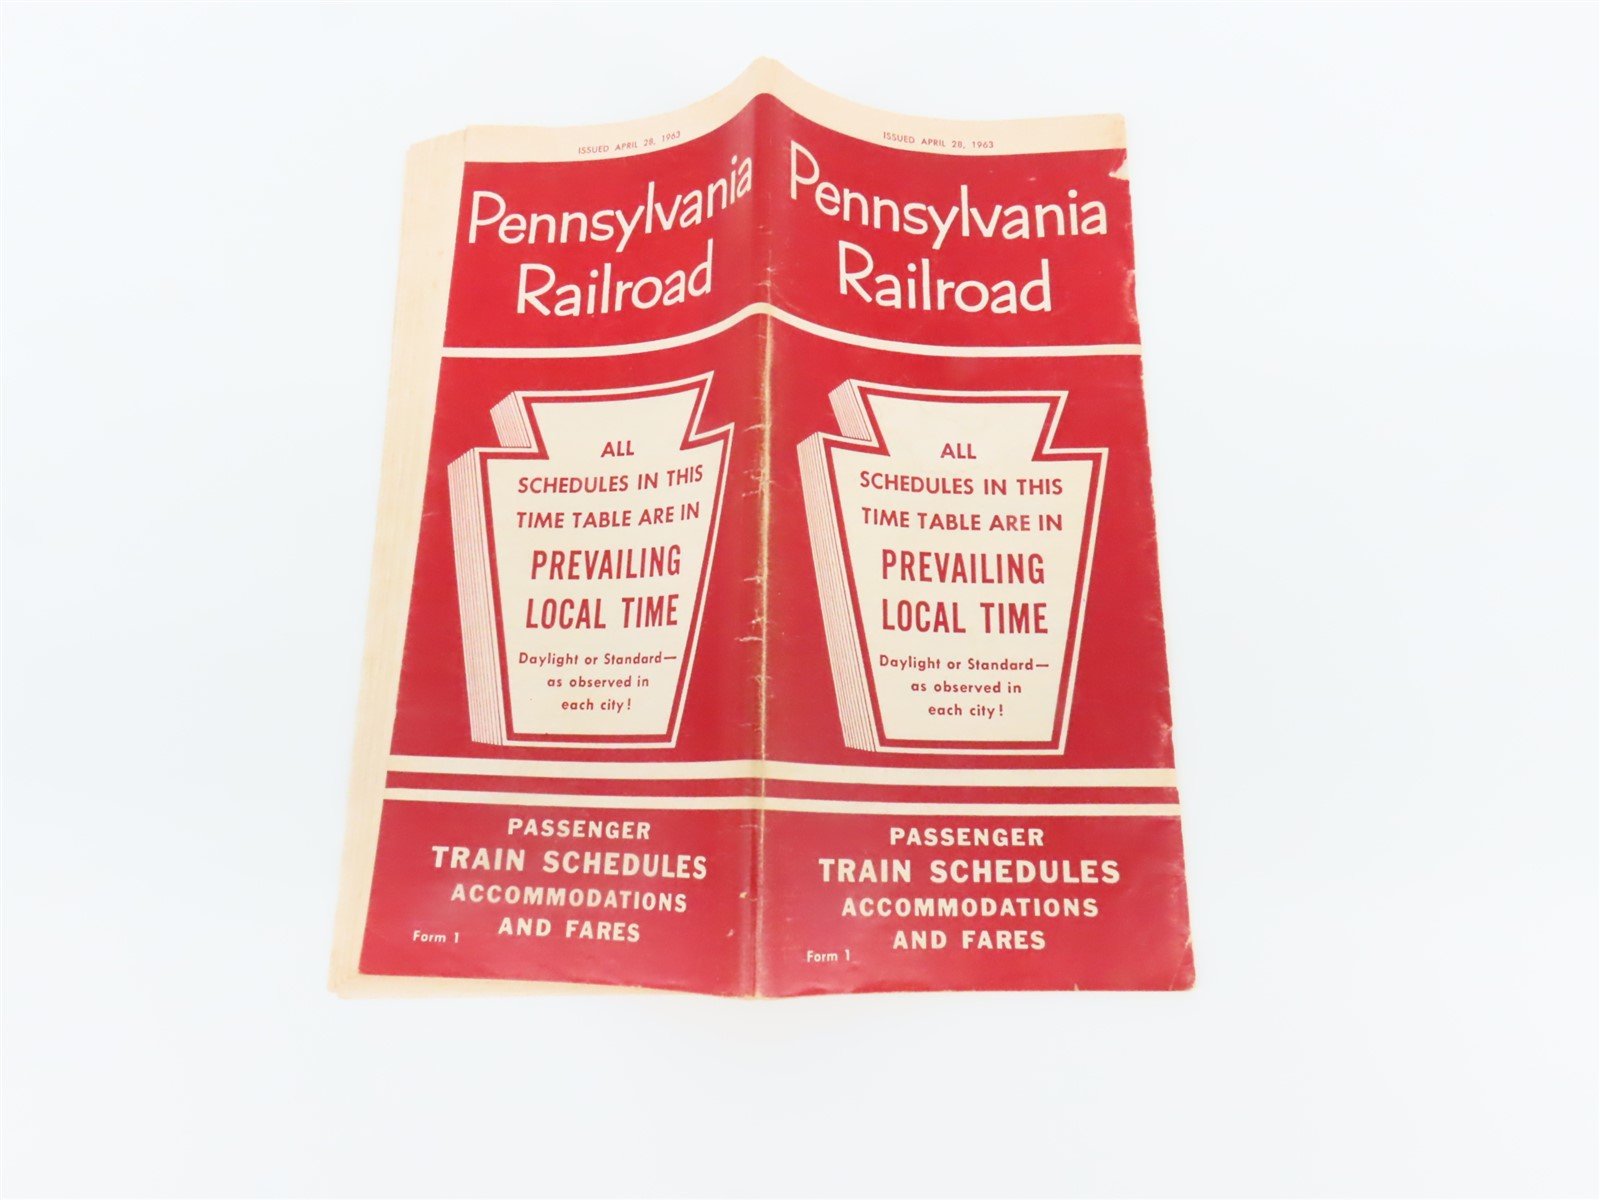 ISSUED APRIL 28, 1963
Pennsylvania
Railroad
ALL
SCHEDULES IN THIS
TIME TABLE ARE IN
PREVAILING
LOCAL TIME
Daylight or Standard—
as observed in
each city!
PASSENGER
TRAIN SCHEDULES
ACCOMMODATIONS
AND FARES
Form 1
ISSUED APRIL 28, 1963
Pennsylvania
Railroad
ALL
SCHEDULES IN THIS
TIME TABLE ARE IN
PREVAILING
LOCAL TIME
Daylight or Standard—
as observed in
each city!
PASSENGER
TRAIN SCHEDULES
ACCOMMODATIONS
AND FARES
Form 1